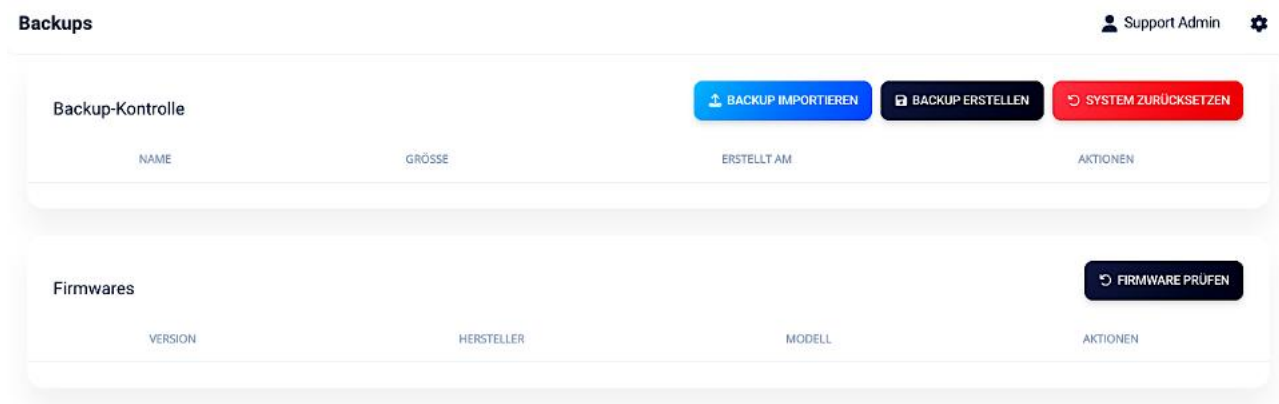 Backups Support Admin
Backup-Kontrolle BACKUP IMPORTIEREN BACKUP ERSTELLEN SYSTEM ZURÜCKSETZEN
NAME GRÖSSE ERSTELLT AM AKTIONEN
Firmwares FIRMWARE PRÜFEN
VERSION HERSTELLER MODELL AKTIONEN